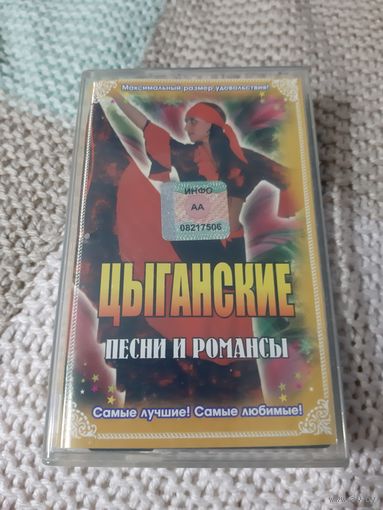 Максимальный размер удовольствия!
ИНФО
АА
08217506
ЦЫГАНСКИЕ
ПЕСНИ И РОМАНСЫ
Самые лучшие! Самые любимые!